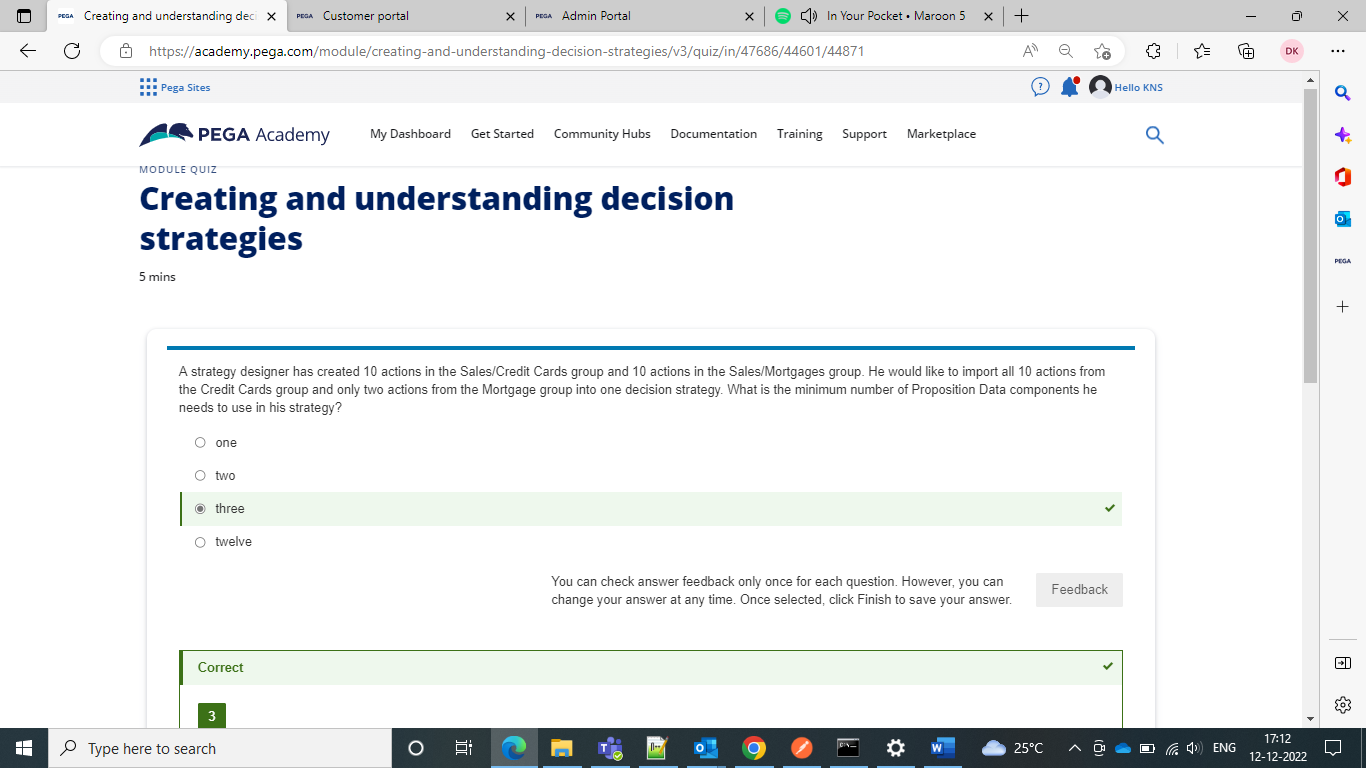 PEGA Creating and understanding deci
PEGA Customer portal
PEGA Admin Portal
In Your Pocket • Maroon 5
https://academy.pega.com/module/creating-and-understanding-decision-strategies/v3/quiz/in/47686/44601/44871
DK
Pega Sites
? Hello KNS
PEGA Academy
My Dashboard Get Started Community Hubs Documentation Training Support Marketplace
MODULE QUIZ
Creating and understanding decision
strategies
5 mins
A strategy designer has created 10 actions in the Sales/Credit Cards group and 10 actions in the Sales/Mortgages group. He would like to import all 10 actions from
the Credit Cards group and only two actions from the Mortgage group into one decision strategy. What is the minimum number of Proposition Data components he
needs to use in his strategy?
one
two
three
twelve
You can check answer feedback only once for each question. However, you can
change your answer at any time. Once selected, click Finish to save your answer.
Feedback
Correct
3
PEGA
Type here to search
25°C
ENG
17:12
12-12-2022